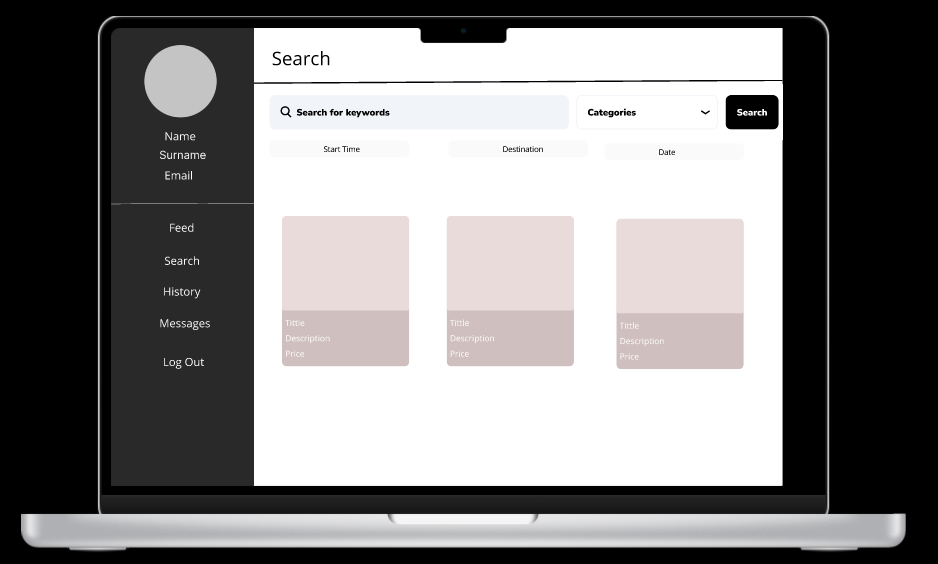 Search
Name
Surname
Email
Feed
Search
History
Messages
Log Out
Search for keywords
Categories
Search
Start Time
Destination
Date
Tittle
Description
Price
Tittle
Description
Price
Tittle
Description
Price